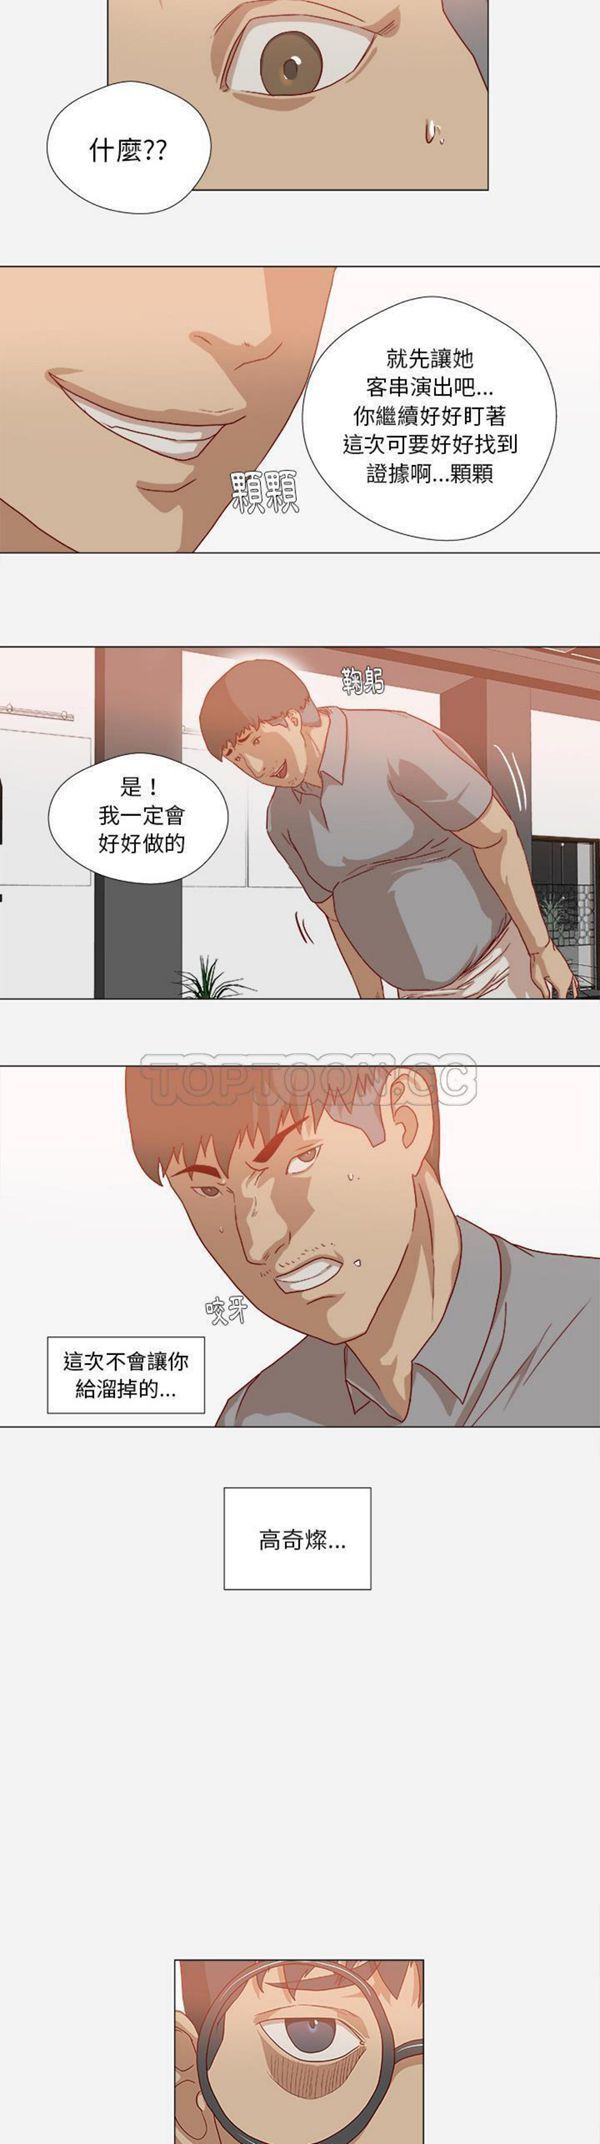 什麼??
就先讓她
客串演出吧...
你繼續好好盯著
這次可要好好找到
證據啊...顆顆
顆顆
鞠躬
是！
我一定會
好好做的
TOPTOON.CC
咬牙
這次不會讓你
給溜掉的...
高奇燦...